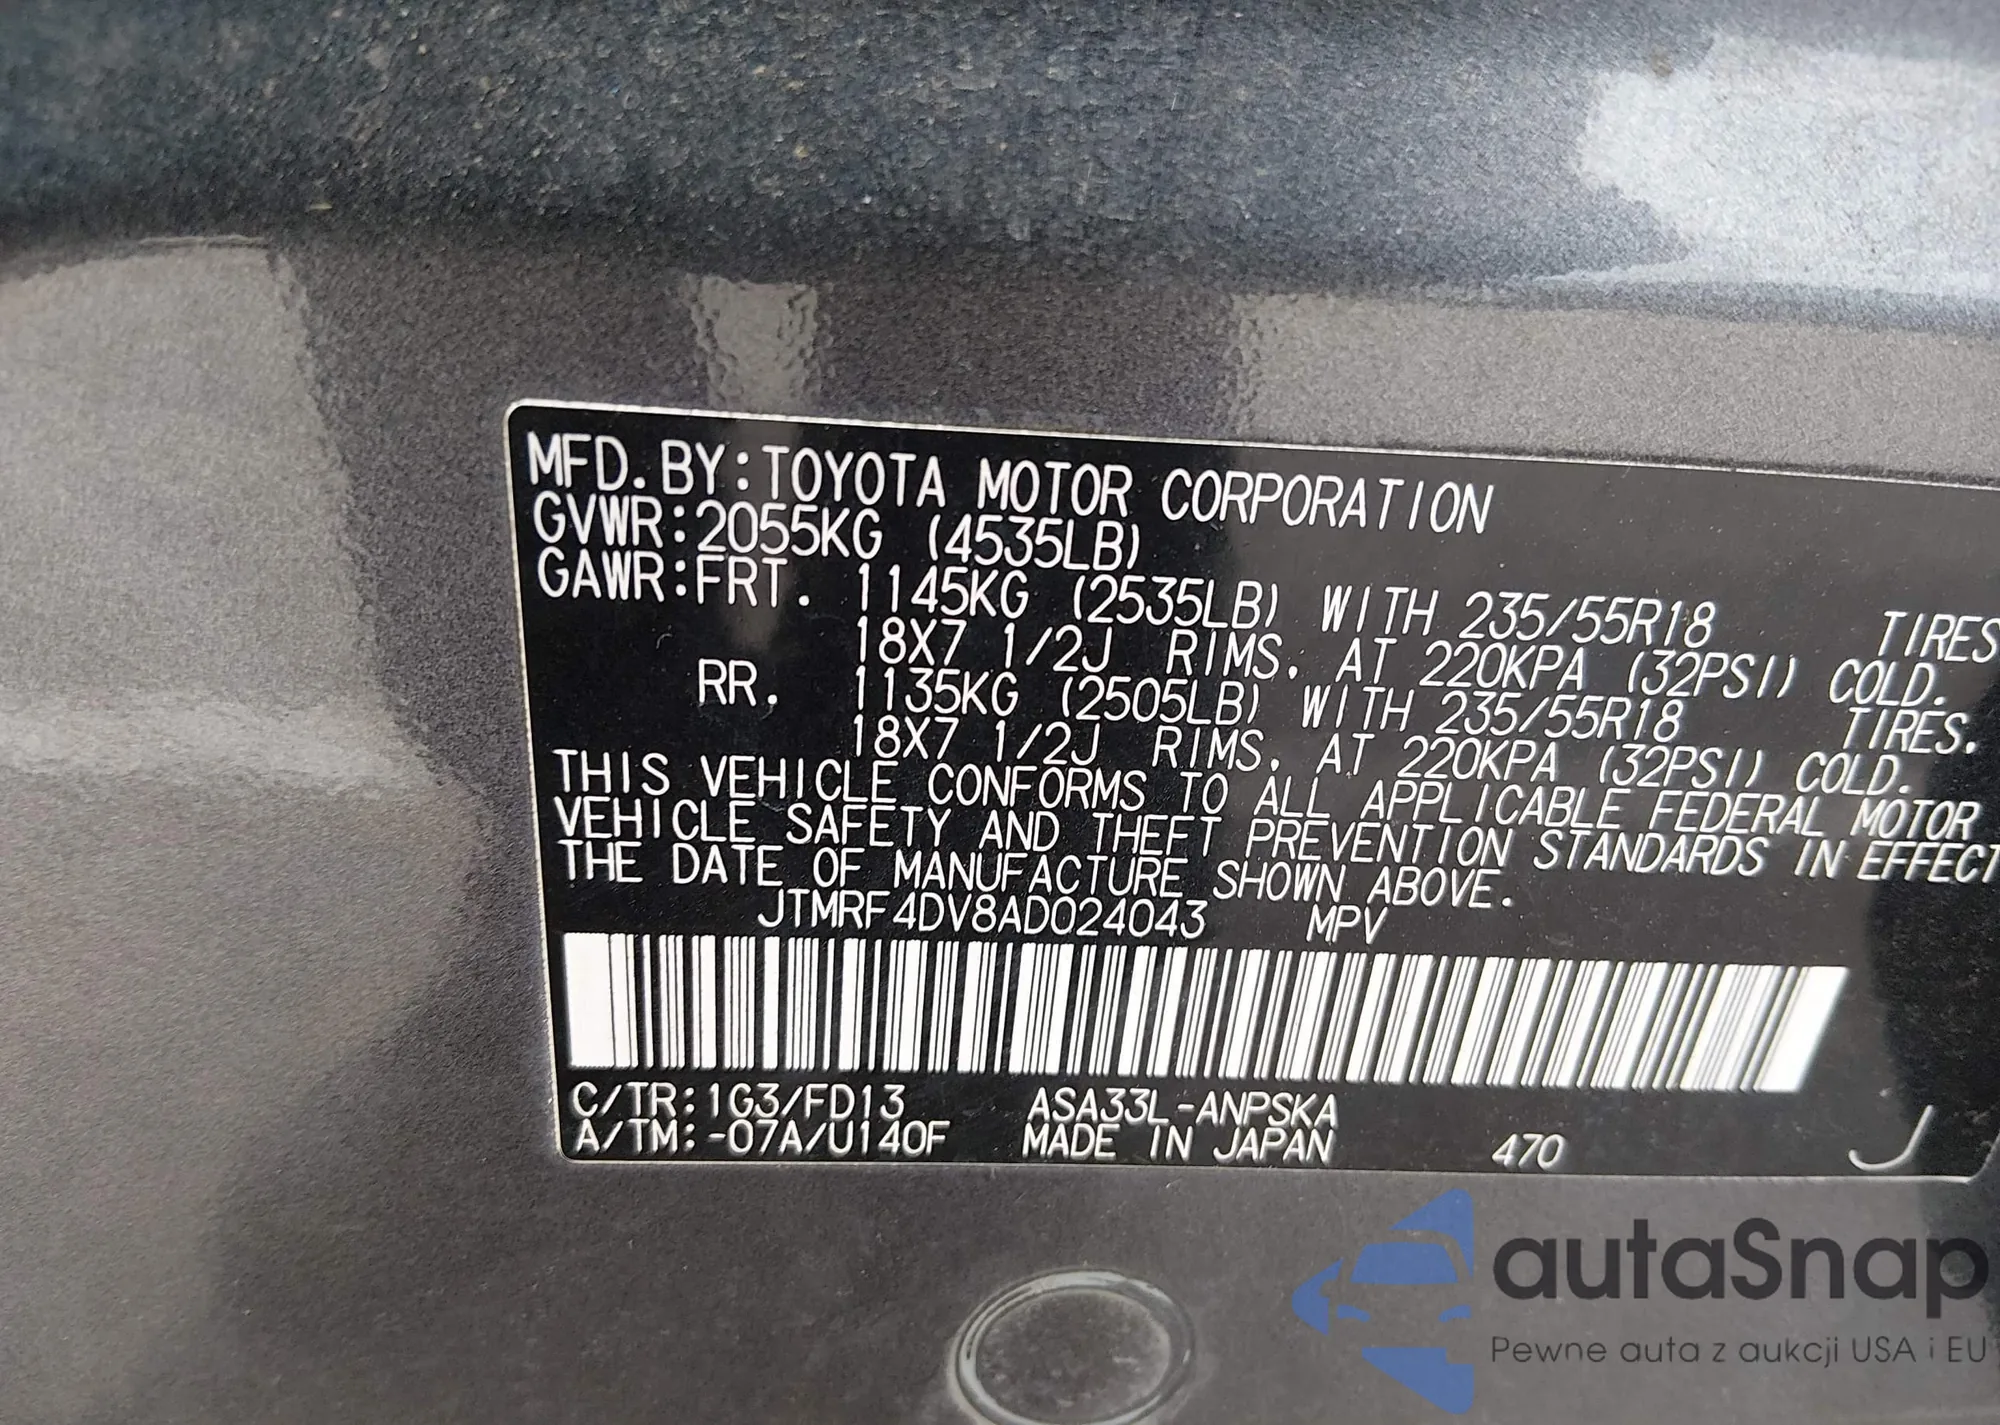 MFD. BY:TOYOTA MOTOR CORPORATION
GVWR:2055KG (4535LB)
GAWR:FRT. 1145KG (2535LB) WITH 235/55R18 TIRES
18X7 1/2J RIMS, AT 220KPA (32PSI) COLD.
RR. 1135KG (2505LB) WITH 235/55R18 TIRES.
18X7 1/2J RIMS, AT 220KPA (32PSI) COLD.
THIS VEHICLE CONFORMS TO ALL APPLICABLE FEDERAL MOTOR
VEHICLE SAFETY AND THEFT PREVENTION STANDARDS IN EFFECT
THE DATE OF MANUFACTURE SHOWN ABOVE.
JTMRF4DV8AD024043 MPV
C/TR:1G3/FD13 ASA33L-ANPSKA
A/TM:-07A/U140F MADE IN JAPAN 470 J
autaSnap
Pewne auta z aukcji USA i EU